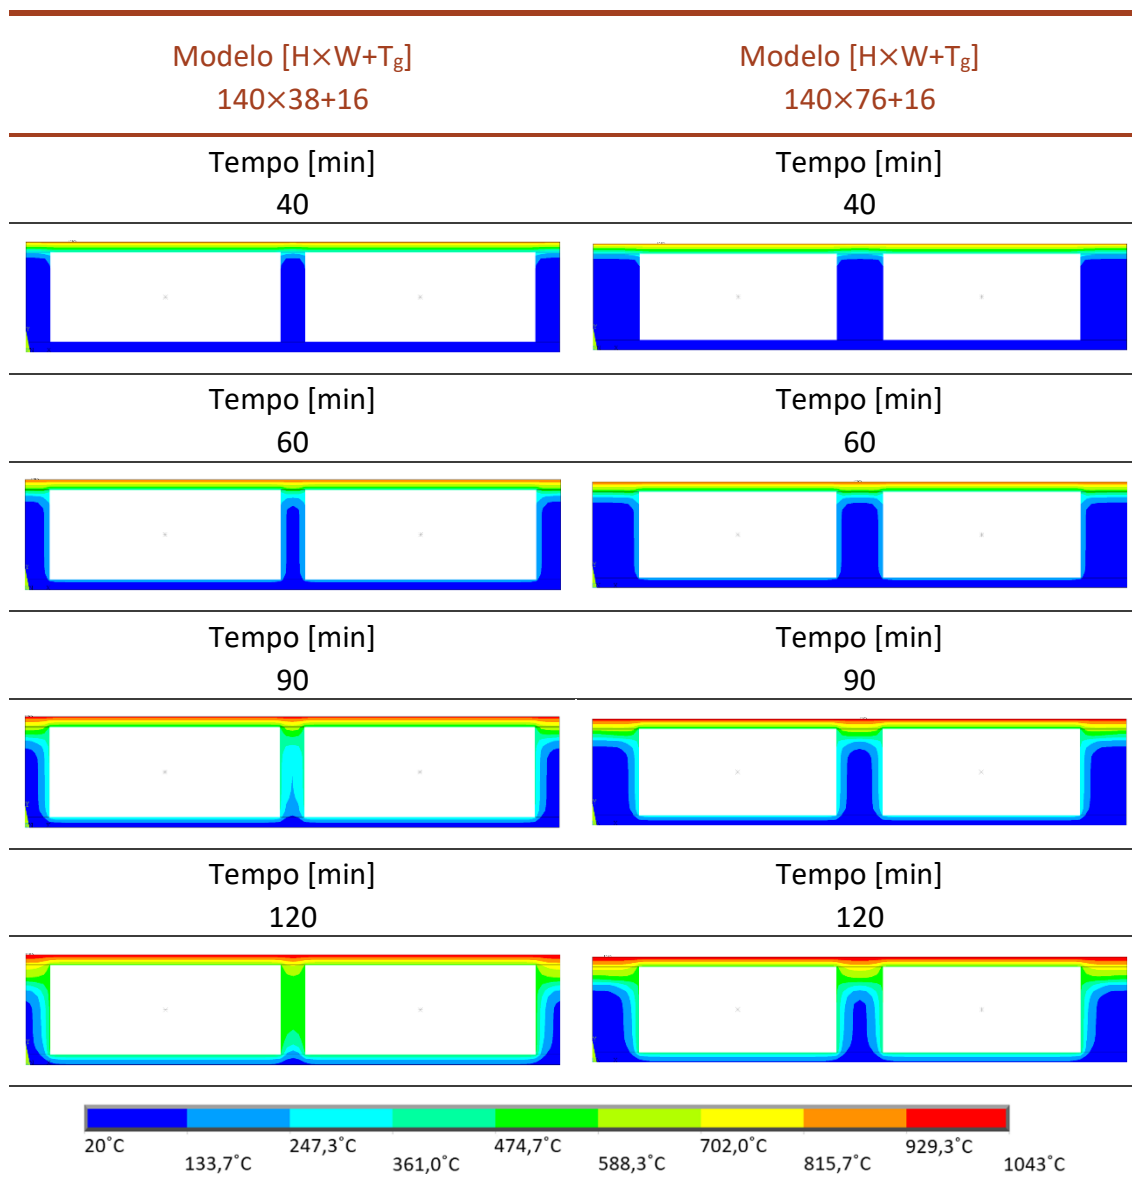 Modelo [H×W+Tg]
140×38+16
Modelo [H×W+Tg]
140×76+16
Tempo [min]
40
Tempo [min]
40
Tempo [min]
60
Tempo [min]
60
Tempo [min]
90
Tempo [min]
90
Tempo [min]
120
Tempo [min]
120
20˚C 247,3˚C 474,7˚C 702,0˚C 929,3˚C
133,7˚C 361,0˚C 588,3˚C 815,7˚C 1043˚C